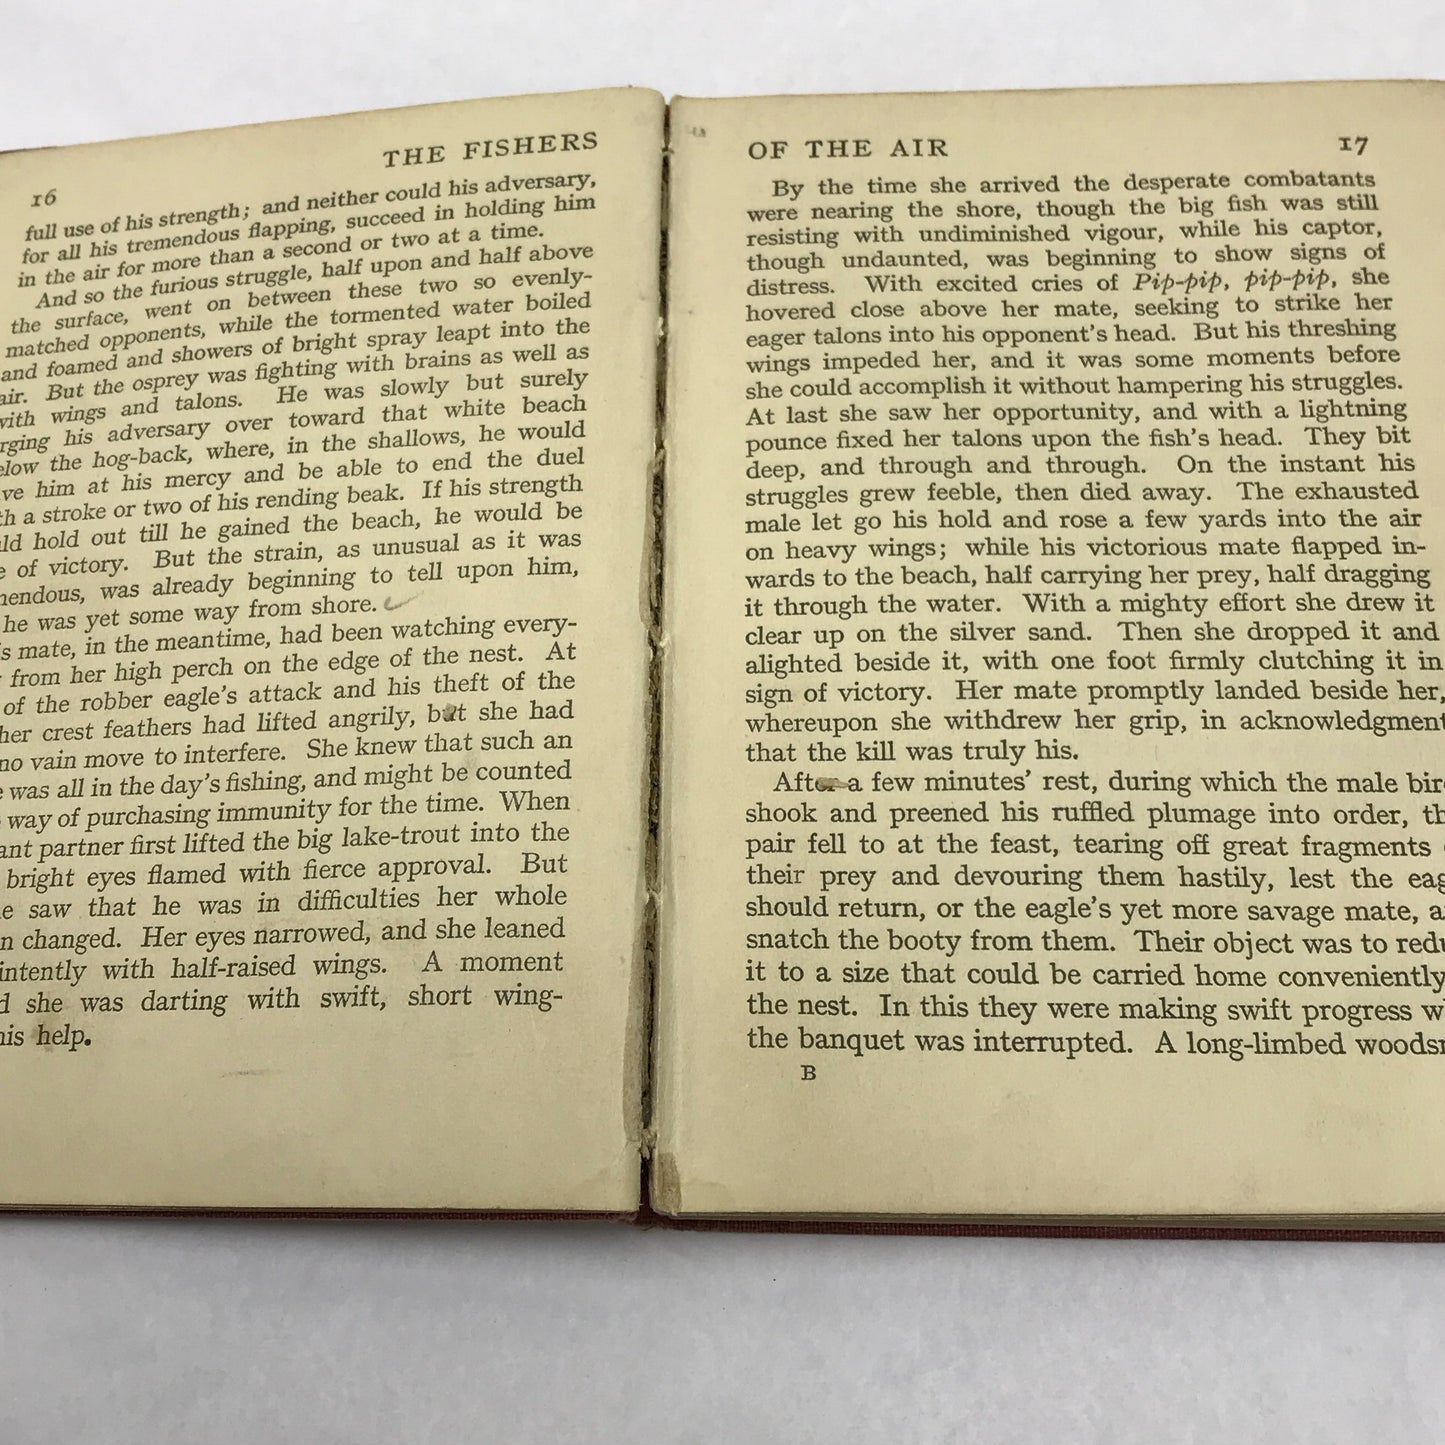 THE FISHERS
16
full use of his strength; and neither could his adversary,
for all his tremendous flapping, succeed in holding him
in the air for more than a second or two at a time.
And so the furious struggle, half upon and half above
the surface, went on between these two so evenly-
matched opponents, while the tormented water boiled
and foamed and showers of bright spray leapt into the
air. But the osprey was fighting with brains as well as
with wings and talons. He was slowly but surely
rging his adversary over toward that white beach
elow the hog-back, where, in the shallows, he would
ve him at his mercy and be able to end the duel
th a stroke or two of his rending beak. If his strength
ld hold out till he gained the beach, he would be
e of victory. But the strain, as unusual as it was
nendous, was already beginning to tell upon him,
he was yet some way from shore.
s mate, in the meantime, had been watching every-
from her high perch on the edge of the nest. At
of the robber eagle's attack and his theft of the
her crest feathers had lifted angrily, but she had
no vain move to interfere. She knew that such an
e was all in the day's fishing, and might be counted
way of purchasing immunity for the time. When
ant partner first lifted the big lake-trout into the
bright eyes flamed with fierce approval. But
e saw that he was in difficulties her whole
n changed. Her eyes narrowed, and she leaned
intently with half-raised wings. A moment
d she was darting with swift, short wing-
his help.
OF THE AIR 17
By the time she arrived the desperate combatants
were nearing the shore, though the big fish was still
resisting with undiminished vigour, while his captor,
though undaunted, was beginning to show signs of
distress. With excited cries of Pip-pip, pip-pip, she
hovered close above her mate, seeking to strike her
eager talons into his opponent's head. But his threshing
wings impeded her, and it was some moments before
she could accomplish it without hampering his struggles.
At last she saw her opportunity, and with a lightning
pounce fixed her talons upon the fish's head. They bit
deep, and through and through. On the instant his
struggles grew feeble, then died away. The exhausted
male let go his hold and rose a few yards into the air
on heavy wings; while his victorious mate flapped in-
wards to the beach, half carrying her prey, half dragging
it through the water. With a mighty effort she drew it
clear up on the silver sand. Then she dropped it and
alighted beside it, with one foot firmly clutching it in
sign of victory. Her mate promptly landed beside her,
whereupon she withdrew her grip, in acknowledgment
that the kill was truly his.
After a few minutes' rest, during which the male bir
shook and preened his ruffled plumage into order, th
pair fell to at the feast, tearing off great fragments
their prey and devouring them hastily, lest the eag
should return, or the eagle's yet more savage mate, a
snatch the booty from them. Their object was to redu
it to a size that could be carried home conveniently
the nest. In this they were making swift progress w
the banquet was interrupted. A long-limbed woods
B